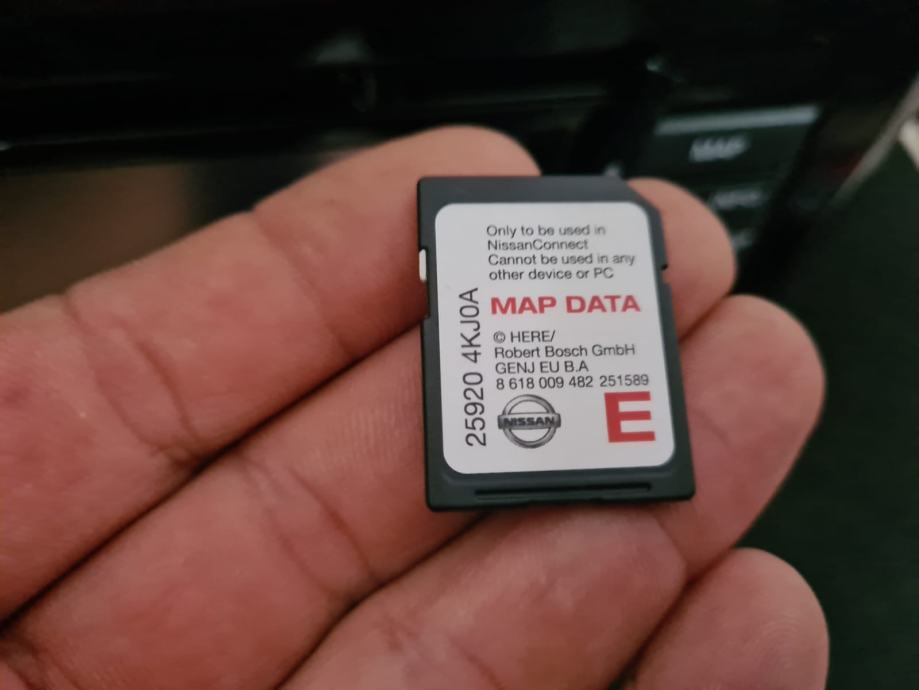 Only to be used in
NissanConnect
Cannot be used in any
other device or PC
MAP DATA
© HERE/
Robert Bosch GmbH
GENJ EU B.A
8 618 009 482 251589
25920 4KJ0A
NISSAN
E
MAP